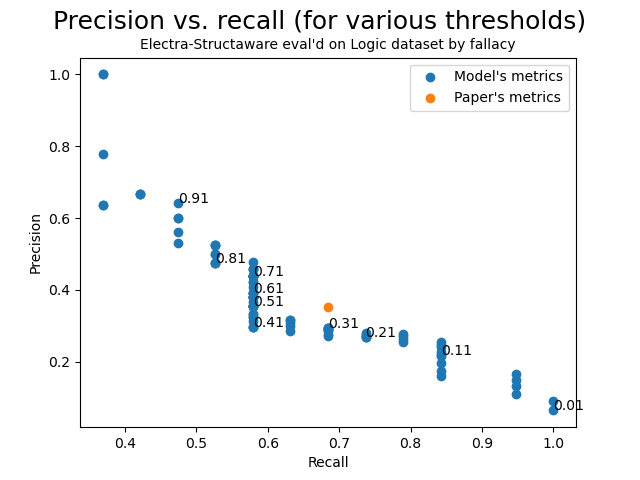 Precision vs. recall (for various thresholds)
Electra-Structaware eval'd on Logic dataset by fallacy
Model's metrics
Paper's metrics
1.0
0.8
0.6
0.4
0.2
Precision
0.91
0.81
0.71
0.61
0.51
0.41
0.31
0.21
0.11
0.01
0.4 0.5 0.6 0.7 0.8 0.9 1.0
Recall